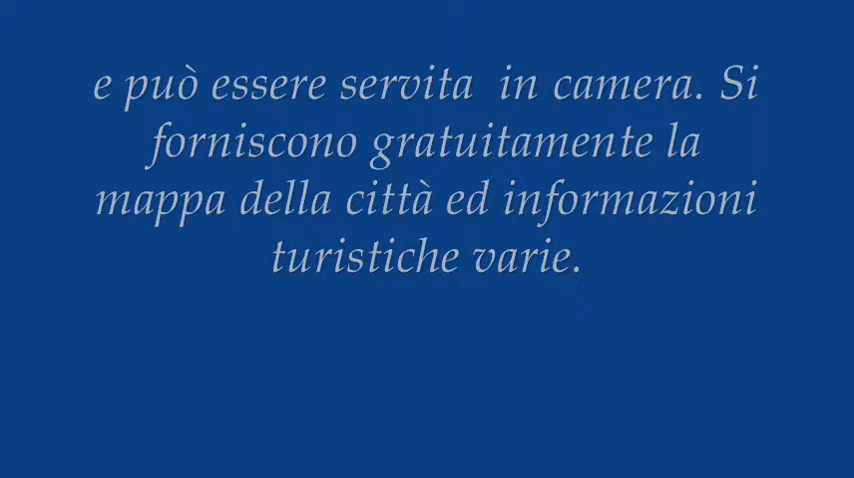 e può essere servita in camera. Si
forniscono gratuitamente la
mappa della città ed informazioni
turistiche varie.